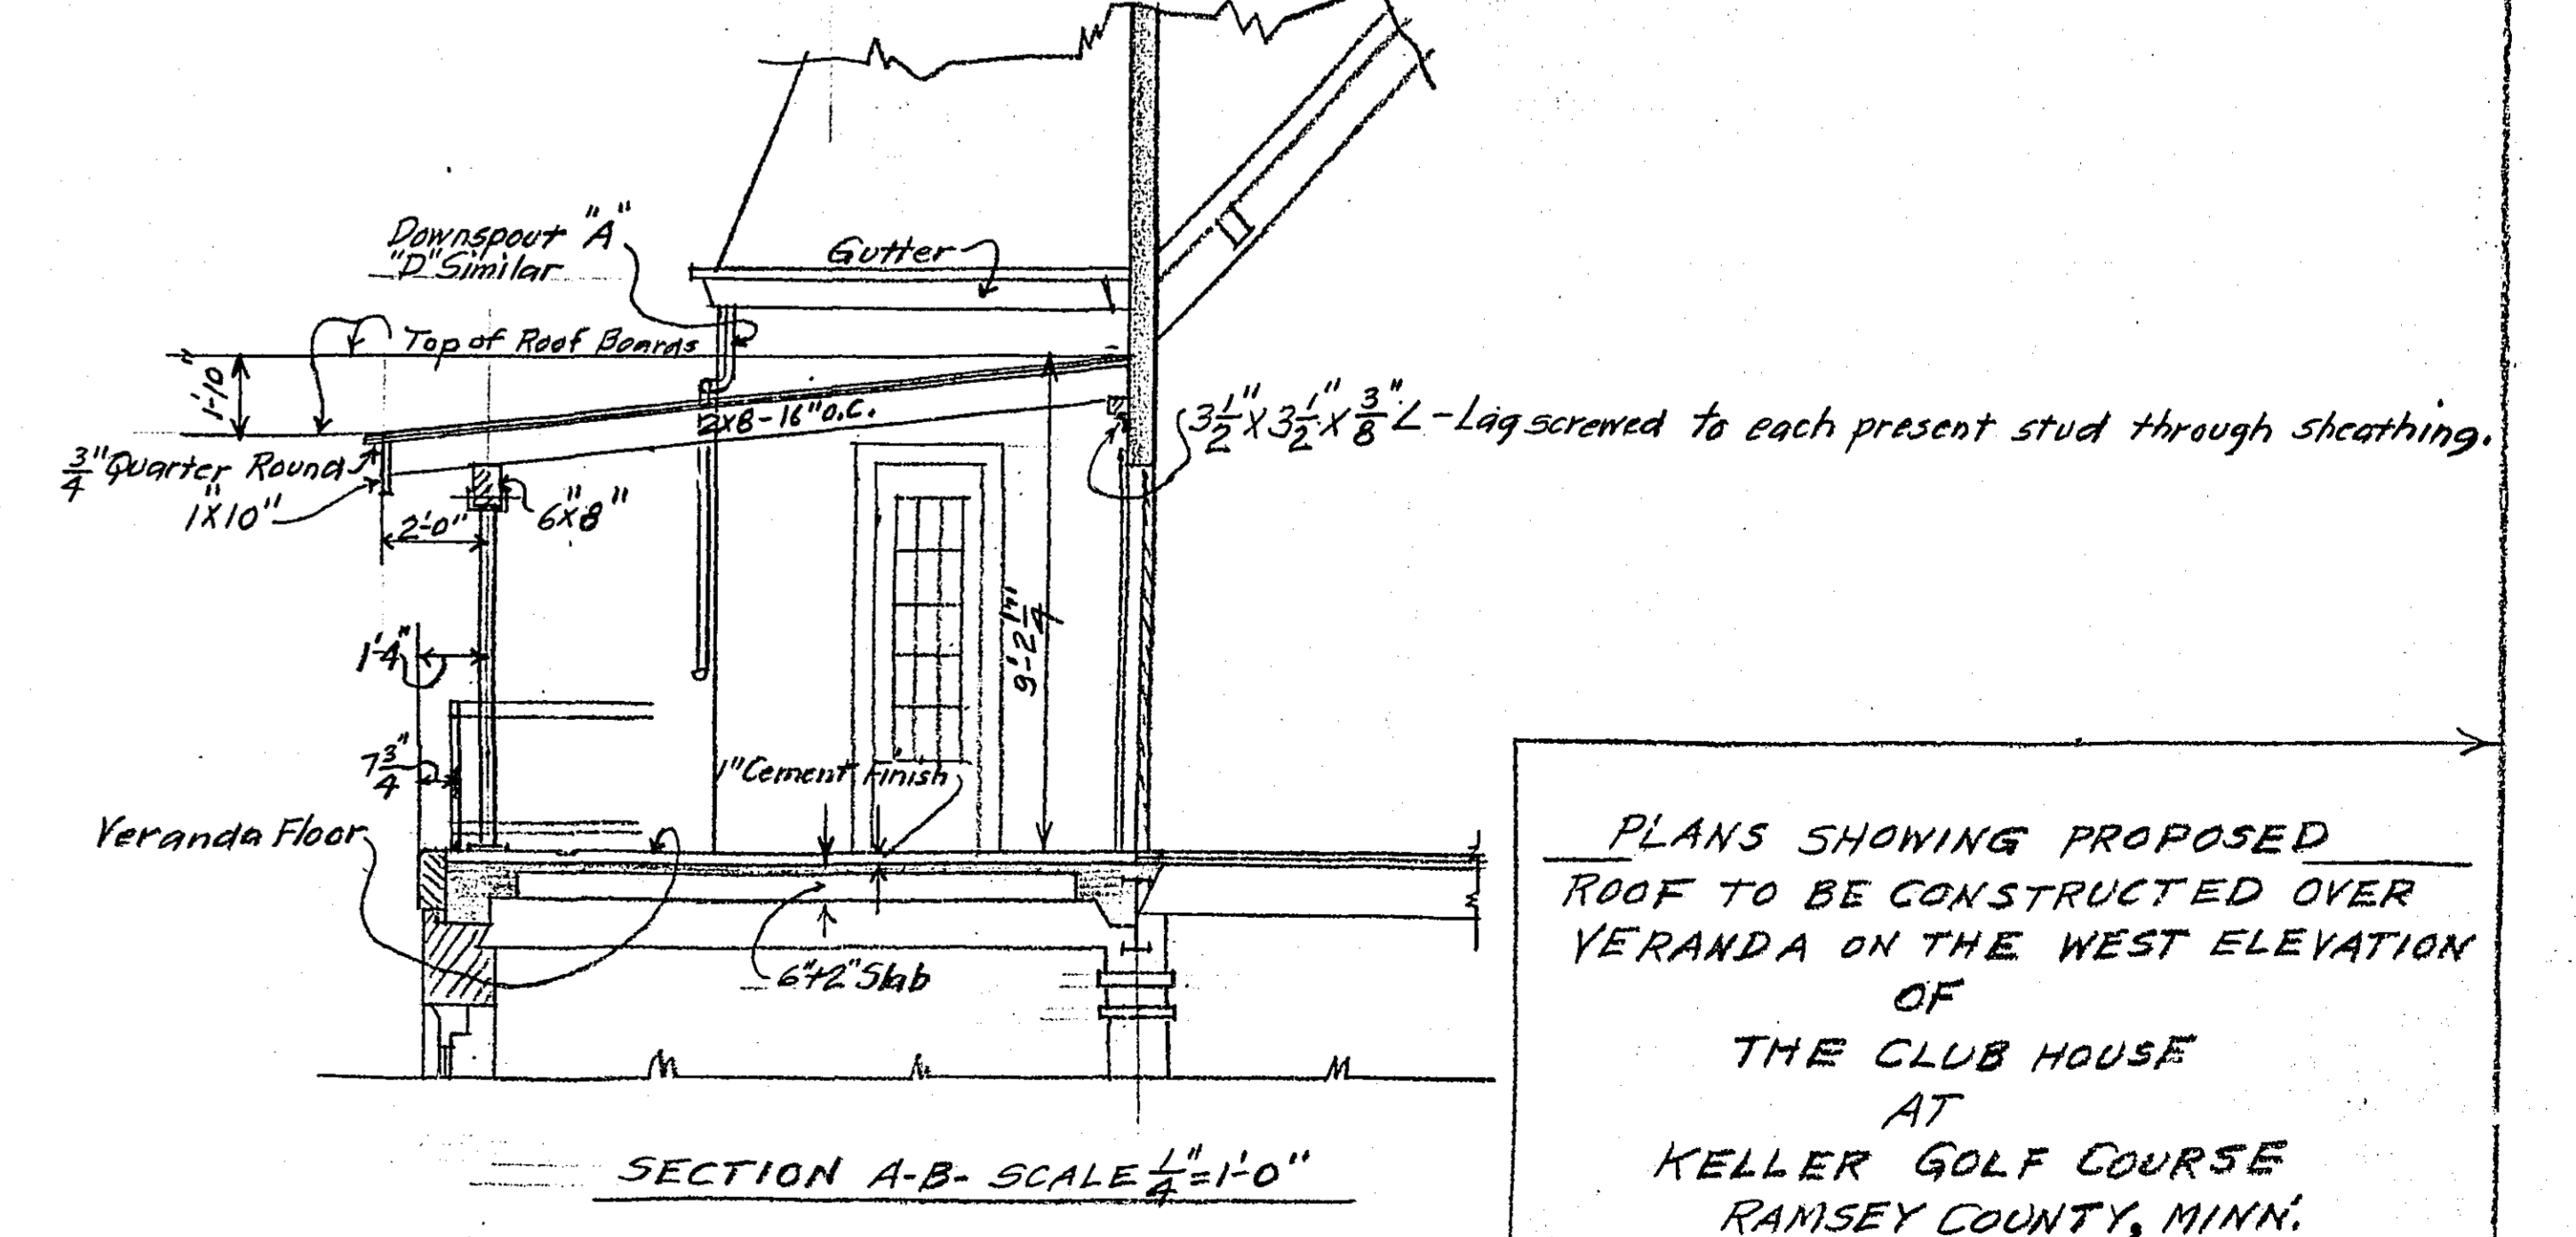 Downspout "A"
"D" Similar
Gutter
Top of Roof Boards
1'-10"
2x8-16"O.C.
3 1/2" x 3 1/2" x 3/8" L - Lag screwed to each present stud through sheathing.
3/4" Quarter Round
1"x10"
6"x8"
2'-0"
9'-2 1/4"
1'-4"
7 3/4"
1" Cement Finish
Veranda Floor
6"+2" Slab
SECTION A-B- SCALE 1/4"=1'-0"
PLANS SHOWING PROPOSED
ROOF TO BE CONSTRUCTED OVER
VERANDA ON THE WEST ELEVATION
OF
THE CLUB HOUSE
AT
KELLER GOLF COURSE
RAMSEY COUNTY, MINN.